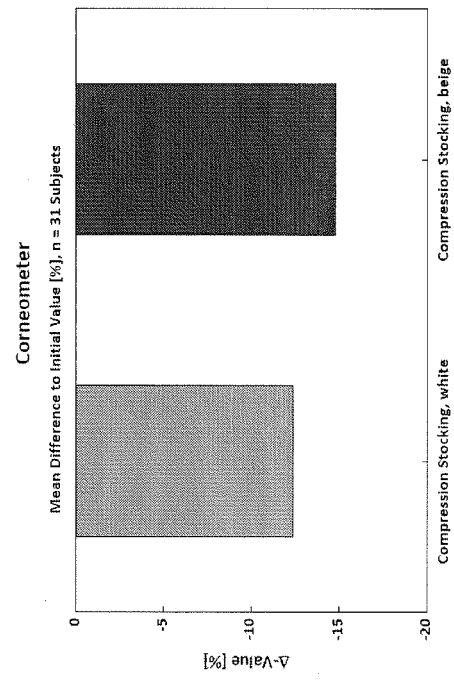 Corneometer
Mean Difference to Initial Value [%], n = 31 Subjects
Δ-Value [%]
0
-5
-10
-15
-20
Compression Stocking, white
Compression Stocking, beige